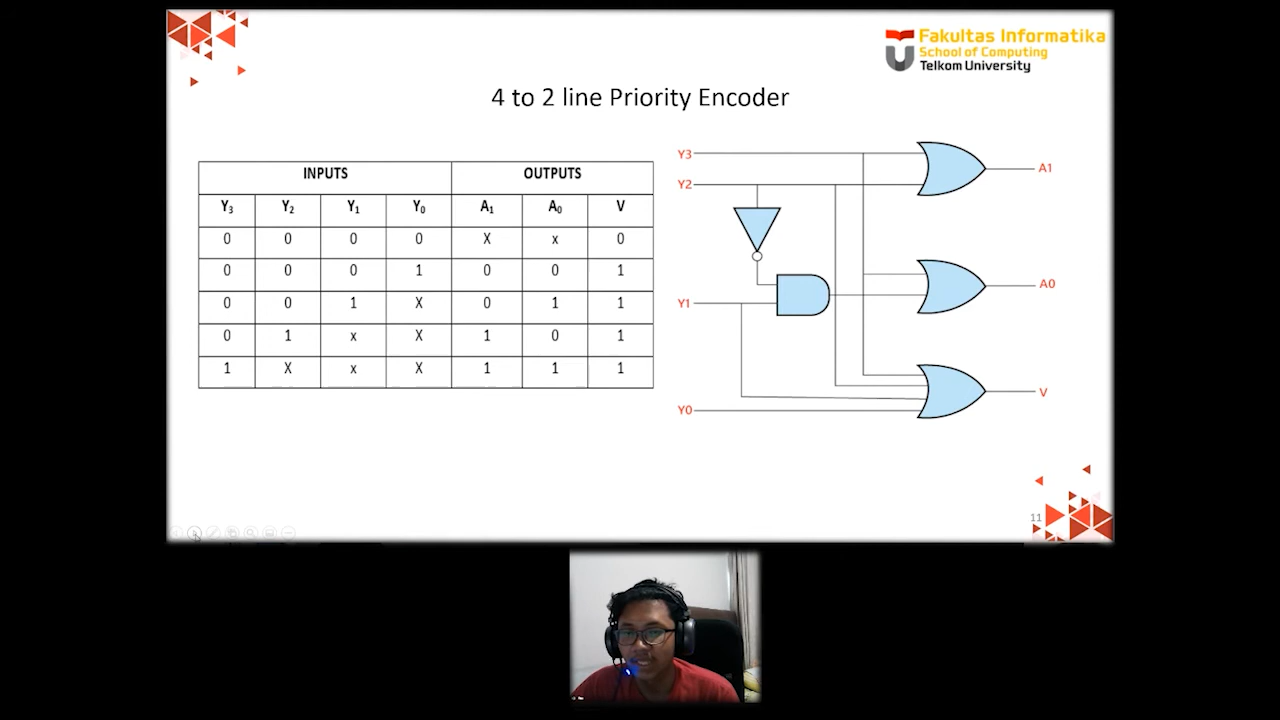 Fakultas Informatika
School of Computing
Telkom University
4 to 2 line Priority Encoder
INPUTS OUTPUTS
Y₃ Y₂ Y₁ Y₀ A₁ A₀ V
0 0 0 0 X x 0
0 0 0 1 0 0 1
0 0 1 X 0 1 1
0 1 x X 1 0 1
1 X x X 1 1 1
Y3
Y2
Y1
Y0
A1
A0
V
11